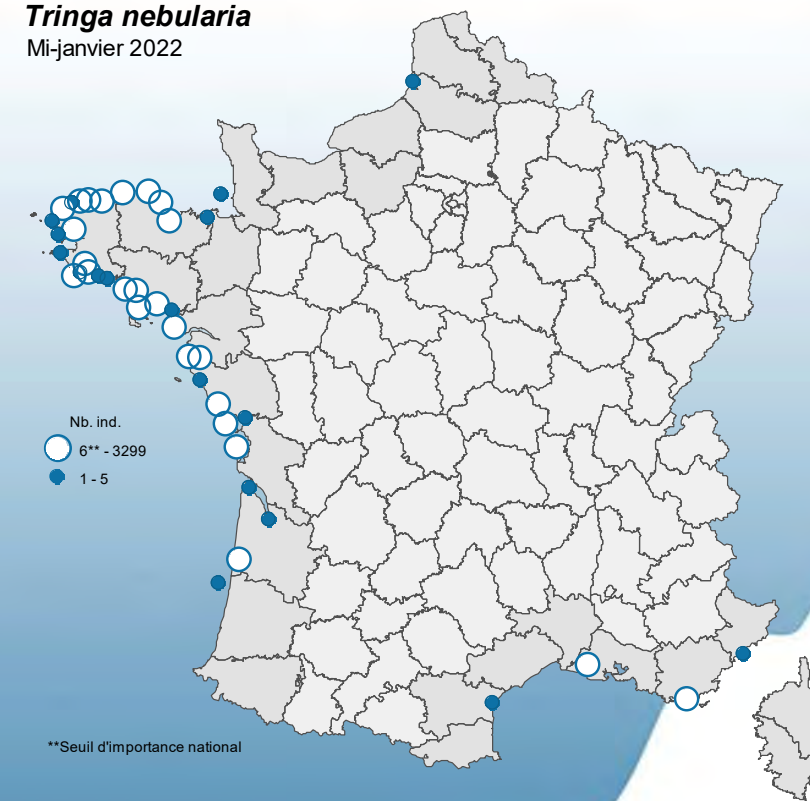 Tringa nebularia
Mi-janvier 2022
Nb. ind.
6** - 3299
1 - 5
**Seuil d'importance national